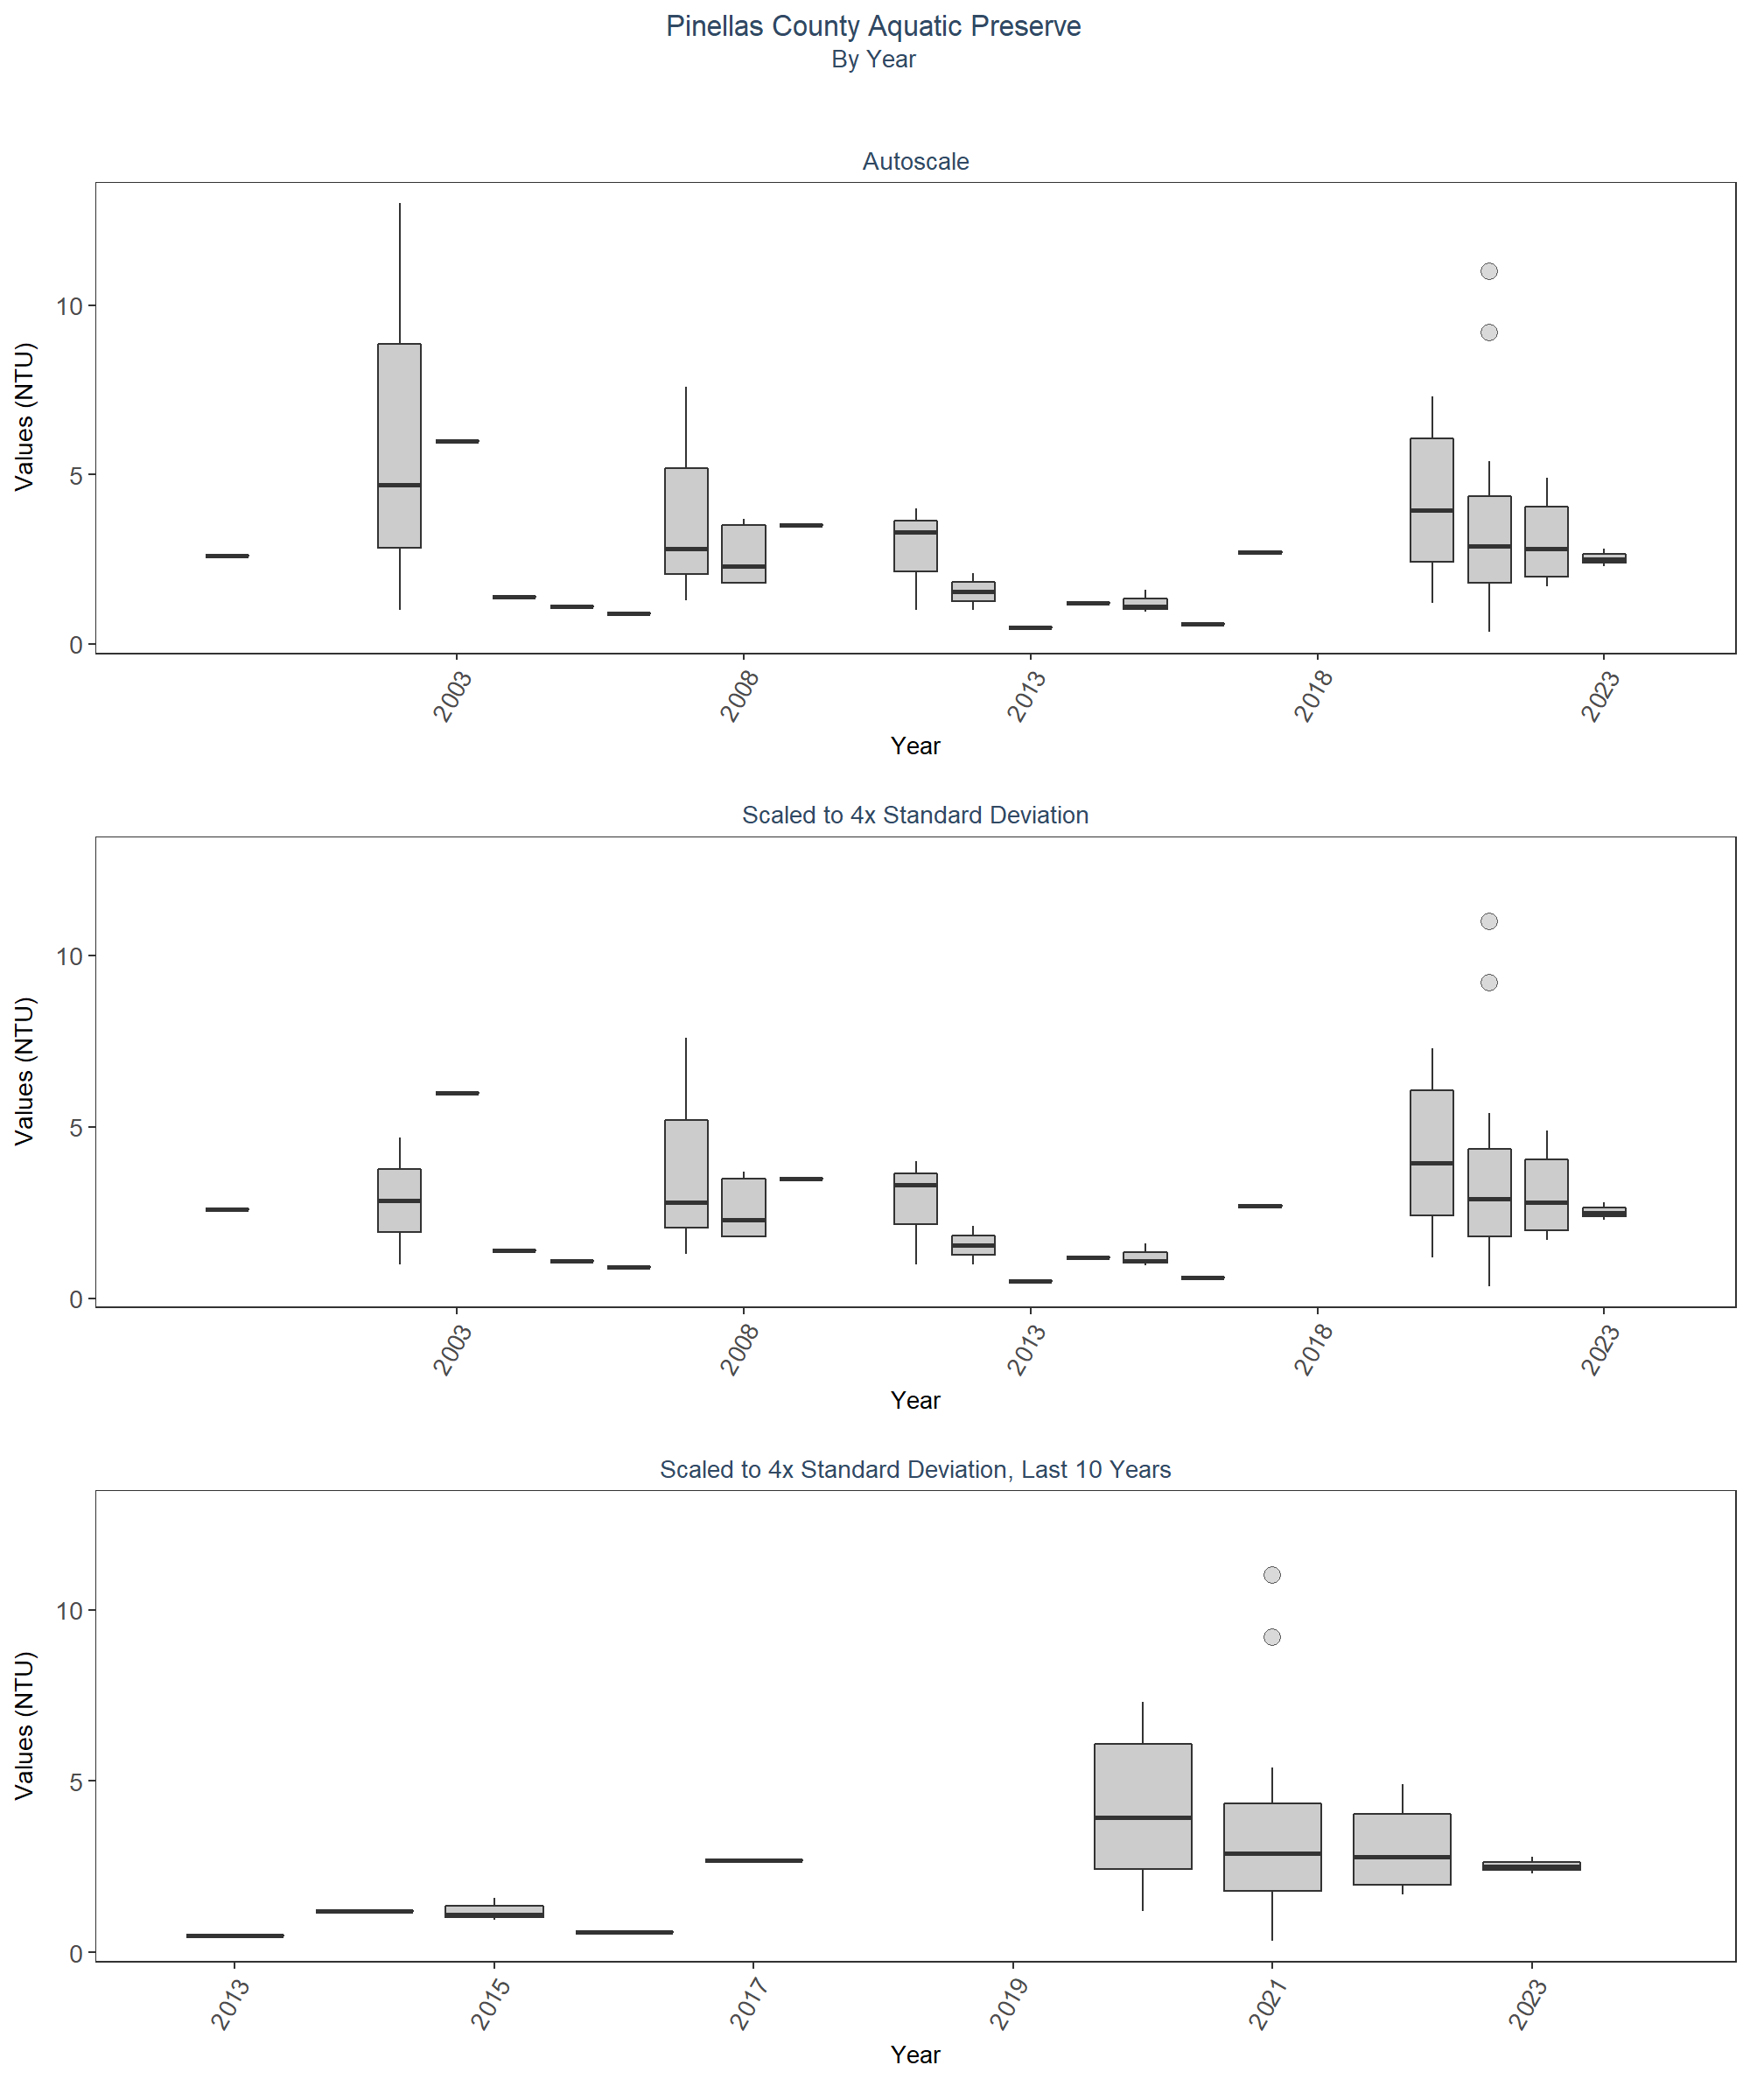 Pinellas County Aquatic Preserve
By Year
Autoscale
Values (NTU)
10
5
0
2003
2008
2013
2018
2023
Year
Scaled to 4x Standard Deviation
Values (NTU)
10
5
0
2003
2008
2013
2018
2023
Year
Scaled to 4x Standard Deviation, Last 10 Years
Values (NTU)
10
5
0
2013
2015
2017
2019
2021
2023
Year